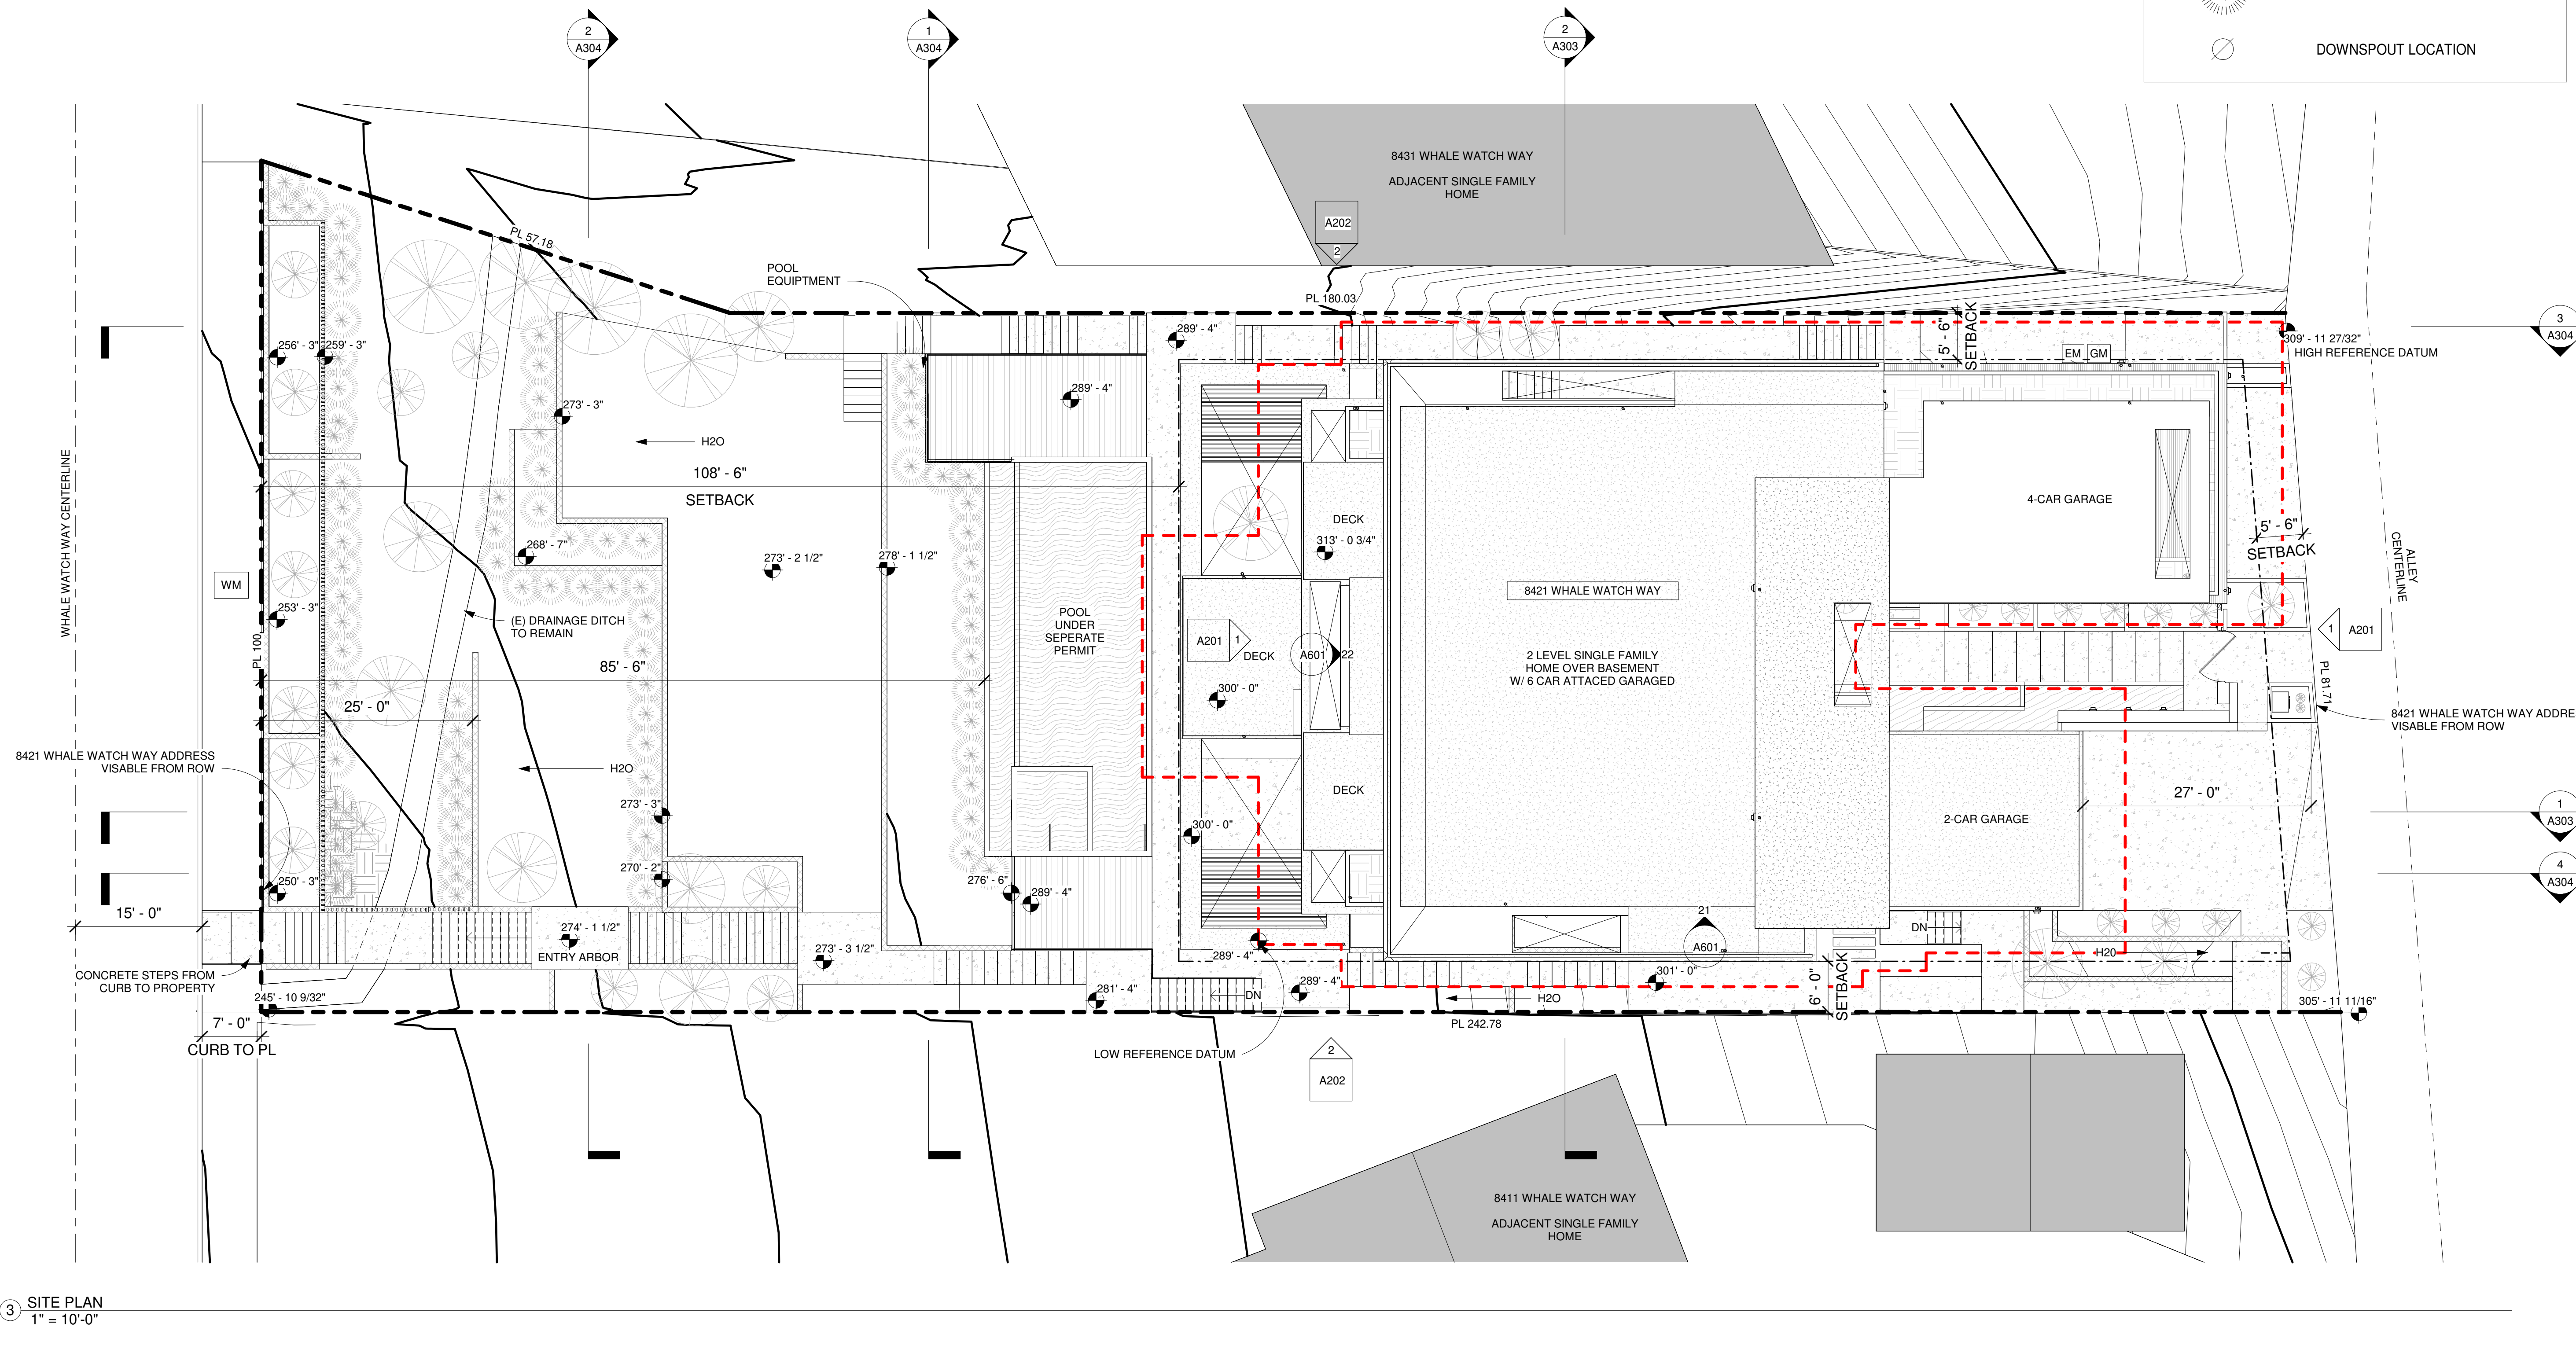 2
A304
1
A304
2
A303
DOWNSPOUT LOCATION
8431 WHALE WATCH WAY
ADJACENT SINGLE FAMILY
HOME
A202
2
PL 57.18
POOL
EQUIPTMENT
PL 180.03
5' - 6"
SETBACK
3
A304
256' - 3"
259' - 3"
289' - 4"
309' - 11 27/32"
HIGH REFERENCE DATUM
EM
GM
289' - 4"
273' - 3"
H2O
108' - 6"
SETBACK
WHALE WATCH WAY CENTERLINE
4-CAR GARAGE
DECK
313' - 0 3/4"
5' - 6"
SETBACK
ALLEY
CENTERLINE
268' - 7"
273' - 2 1/2"
278' - 1 1/2"
WM
8421 WHALE WATCH WAY
253' - 3"
(E) DRAINAGE DITCH
TO REMAIN
POOL
UNDER
SEPERATE
PERMIT
PL 100
85' - 6"
A201
1
DECK
A601
22
2 LEVEL SINGLE FAMILY
HOME OVER BASEMENT
W/ 6 CAR ATTACED GARAGED
1
A201
300' - 0"
PL 81.71
25' - 0"
8421 WHALE WATCH WAY ADDRE
VISABLE FROM ROW
8421 WHALE WATCH WAY ADDRESS
VISABLE FROM ROW
H2O
DECK
27' - 0"
273' - 3"
300' - 0"
2-CAR GARAGE
1
A303
270' - 2"
250' - 3"
276' - 6"
289' - 4"
4
A304
15' - 0"
21
A601
DN
274' - 1 1/2"
ENTRY ARBOR
273' - 3 1/2"
289' - 4"
H20
CONCRETE STEPS FROM
CURB TO PROPERTY
301' - 0"
6' - 0"
SETBACK
245' - 10 9/32"
281' - 4"
DN
289' - 4"
H2O
305' - 11 11/16"
7' - 0"
CURB TO PL
PL 242.78
LOW REFERENCE DATUM
2
A202
8411 WHALE WATCH WAY
ADJACENT SINGLE FAMILY
HOME
3
SITE PLAN
1" = 10'-0"